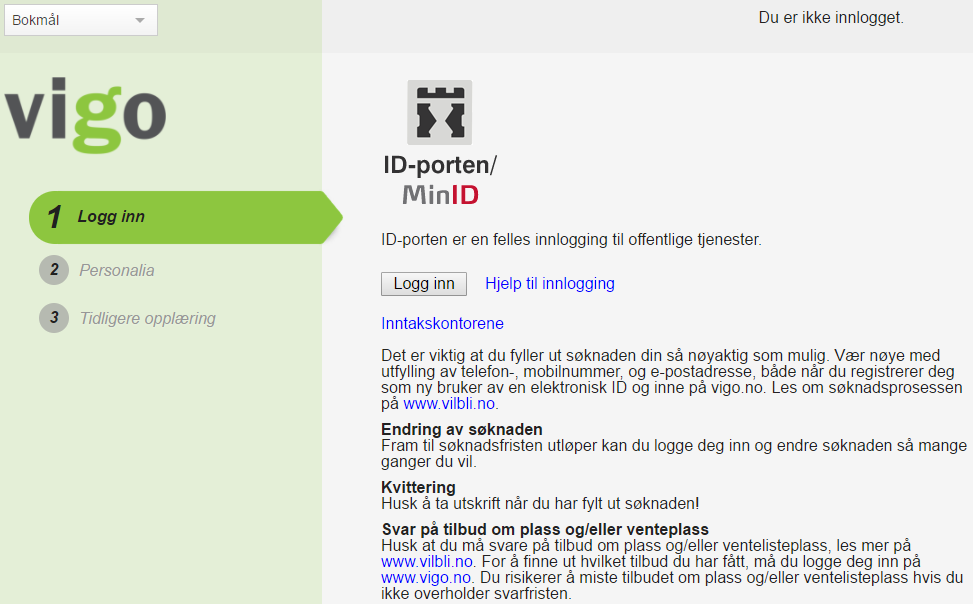 Bokmål
Du er ikke innlogget.
vigo
ID-porten/
MinID
1 Logg inn
2 Personalia
3 Tidligere opplæring
ID-porten er en felles innlogging til offentlige tjenester.
Logg inn Hjelp til innlogging
Inntakskontorene
Det er viktig at du fyller ut søknaden din så nøyaktig som mulig. Vær nøye med
utfylling av telefon-, mobilnummer, og e-postadresse, både når du registrerer deg
som ny bruker av en elektronisk ID og inne på vigo.no. Les om søknadsprosessen
på www.vilbli.no.
Endring av søknaden
Fram til søknadsfristen utløper kan du logge deg inn og endre søknaden så mange
ganger du vil.
Kvittering
Husk å ta utskrift når du har fylt ut søknaden!
Svar på tilbud om plass og/eller venteplass
Husk at du må svare på tilbud om plass og/eller ventelisteplass, les mer på
www.vilbli.no. For å finne ut hvilket tilbud du har fått, må du logge deg inn på
www.vigo.no. Du risikerer å miste tilbudet om plass og/eller ventelisteplass hvis du
ikke overholder svarfristen.